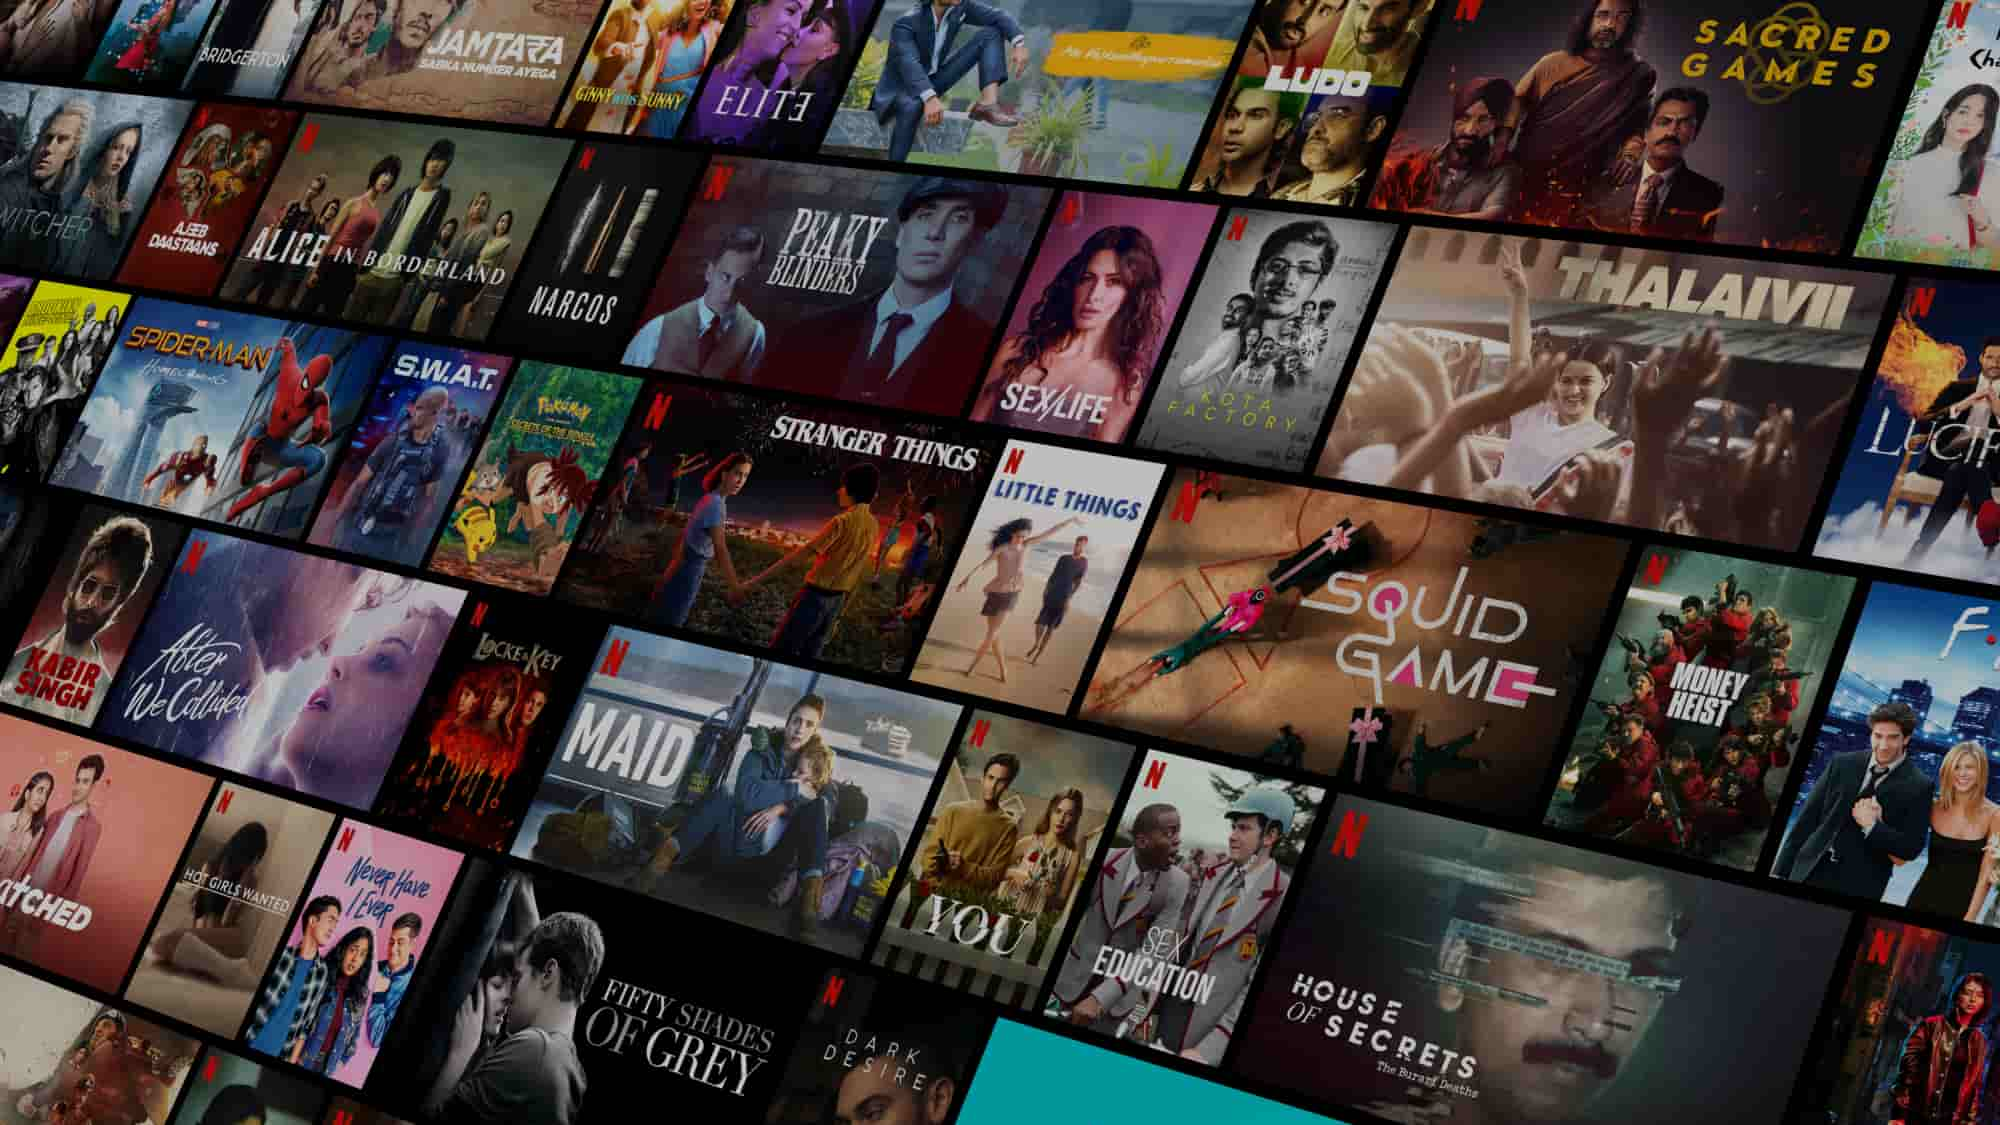 BRIDGERTON
JAMTARA
SABKA NUMBER AYEGA
GINNY WEDS SUNNY
ELITE
LUDO
SACRED
GAMES
WITCHER
AJEEB
DAASTAANS
ALICE IN BORDERLAND
NARCOS
PEAKY
BLINDERS
SEX/LIFE
KOTA
FACTORY
THALAIVII
LUCIF
SPIDER-MAN
HOMECOMING
S.W.A.T.
POKÉMON
SECRETS OF THE JUNGLE
STRANGER THINGS
LITTLE THINGS
SQUID
GAME
MONEY
HEIST
F
KABIR
SINGH
After
We Collided
LOCKE & KEY
MAID
YOU
SEX
EDUCATION
HOUSE
OF SECRETS
The Burari Deaths
ATCHED
HOT GIRLS WANTED
NEVER HAVE
I EVER
FIFTY SHADES
OF GREY
DARK
DESIRE